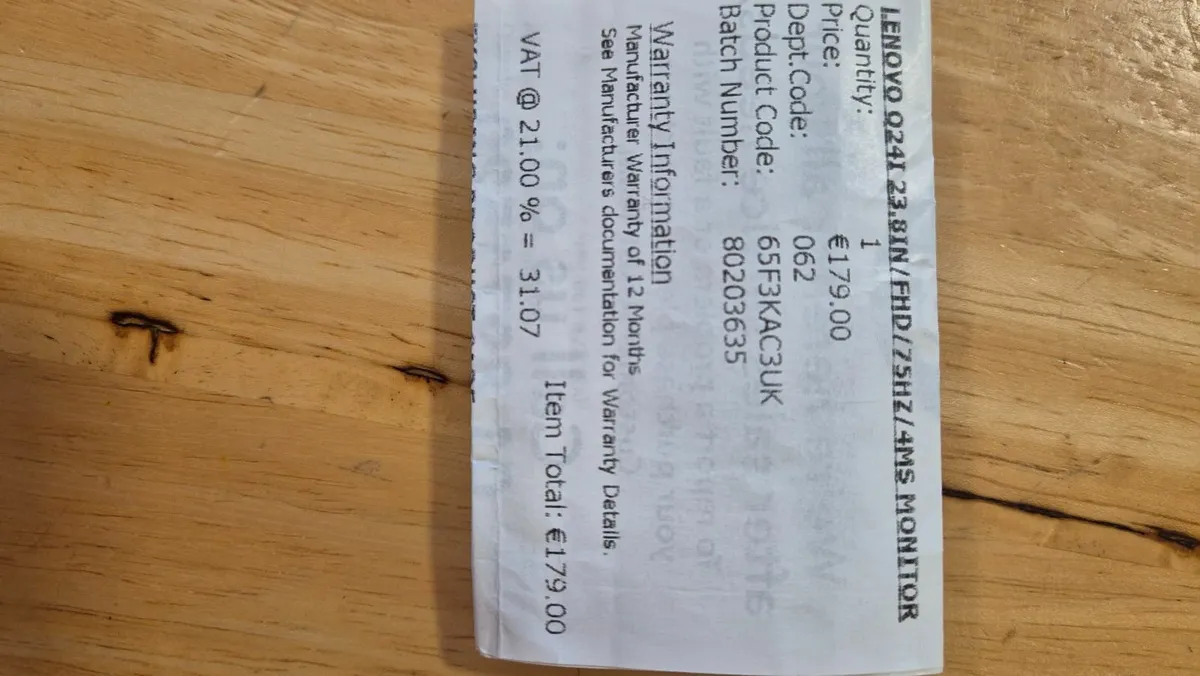 LENOVO Q24I 23.8IN/FHD/75HZ/4MS MONITOR
Quantity: 1
Price: €179.00
Dept.Code: 062
Product Code: 65F3KAC3UK
Batch Number: 80203635
Warranty Information
Manufacturer Warranty of 12 Months
See Manufacturers documentation for Warranty Details.
Item Total: €179.00
VAT @ 21.00 % = 31.07